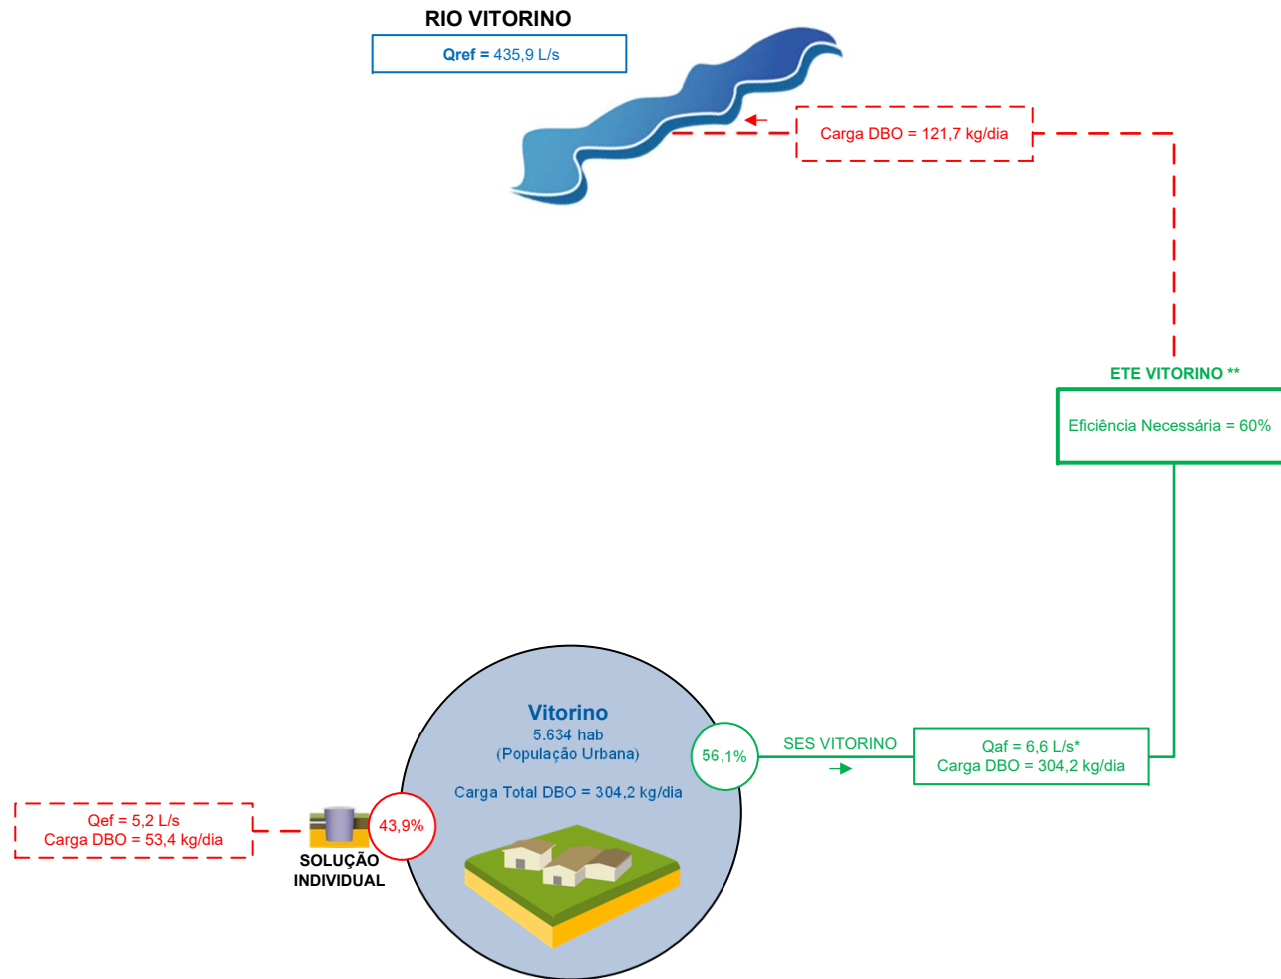 RIO VITORINO
Qref = 435,9 L/s
Carga DBO = 121,7 kg/dia
ETE VITORINO **
Eficiência Necessária = 60%
Vitorino
5.634 hab
(População Urbana)
Carga Total DBO = 304,2 kg/dia
56,1%
SES VITORINO
Qaf = 6,6 L/s*
Carga DBO = 304,2 kg/dia
43,9%
Qef = 5,2 L/s
Carga DBO = 53,4 kg/dia
SOLUÇÃO
INDIVIDUAL